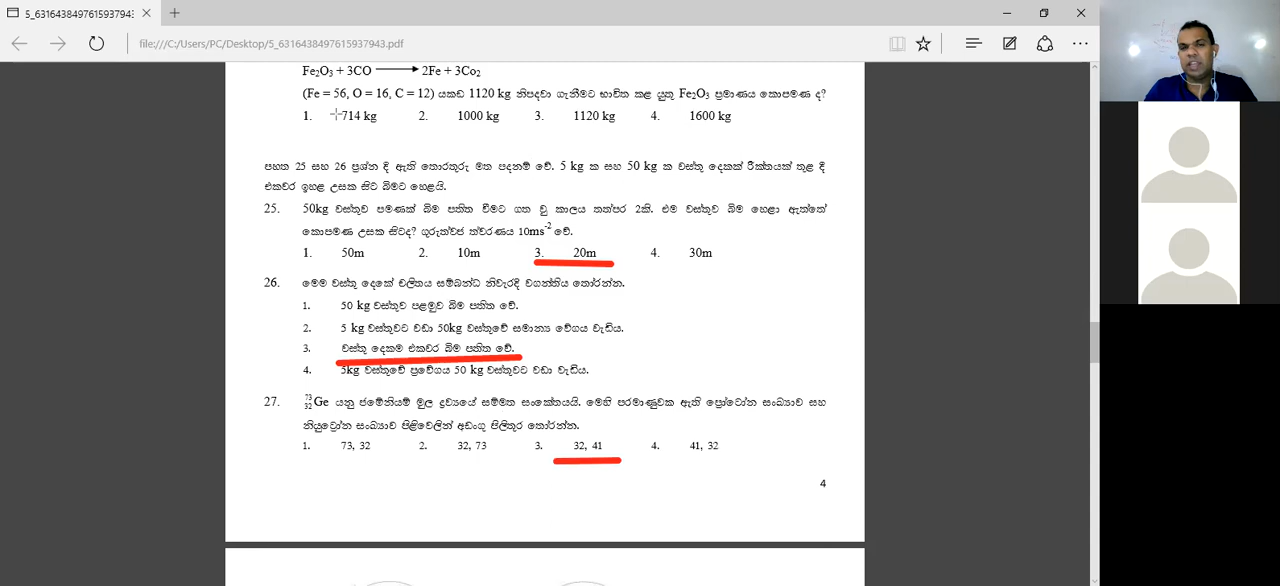 5_6316438497615937943
file:///C:/Users/PC/Desktop/5_6316438497615937943.pdf
Fe₂O₃ + 3CO ⟶ 2Fe + 3Co₂
(Fe = 56, O = 16, C = 12) යකඩ 1120 kg නිපදවා ගැනීමට භාවිත කළ යුතු Fe₂O₃ ප්‍රමාණය කොපමණ ද?
1. 714 kg 2. 1000 kg 3. 1120 kg 4. 1600 kg
පහත 25 සහ 26 ප්‍රශ්න දී ඇති තොරතුරු මත පදනම් වේ. 5 kg ක සහ 50 kg ක වස්තු දෙකක් රික්තයක් තුළ දී
එකවර ඉහළ උසක සිට බිමට හෙළයි.
25. 50kg වස්තුව පමණක් බිම පතිත වීමට ගත වු කාලය තත්පර 2කි. එම වස්තුව බිම හෙළා ඇත්තේ
කොපමණ උසක සිටද? ගුරුත්වජ ත්වරණය 10ms⁻² වේ.
1. 50m 2. 10m 3. 20m 4. 30m
26. මෙම වස්තු දෙකේ චලිතය සම්බන්ධ නිවැරදි වගන්තිය තෝරන්න.
1. 50 kg වස්තුව පළමුව බිම පතිත වේ.
2. 5 kg වස්තුවට වඩා 50kg වස්තුවේ සමාන්‍ය වේගය වැඩිය.
3. වස්තු දෙකම එකවර බිම පතිත වේ.
4. 5kg වස්තුවේ ප්‍රවේගය 50 kg වස්තුවට වඩා වැඩිය.
27. ⁷³₃₂Ge යනු ජර්මේනියම් මූල ද්‍රව්‍යයේ සම්මත සංකේතයයි. මෙහි පරමාණුවක ඇති ප්‍රෝටෝන සංඛ්‍යාව සහ
නියුට්‍රෝන සංඛ්‍යාව පිළිවෙලින් අඩංගු පිලිතුර තෝරන්න.
1. 73, 32 2. 32, 73 3. 32, 41 4. 41, 32
4